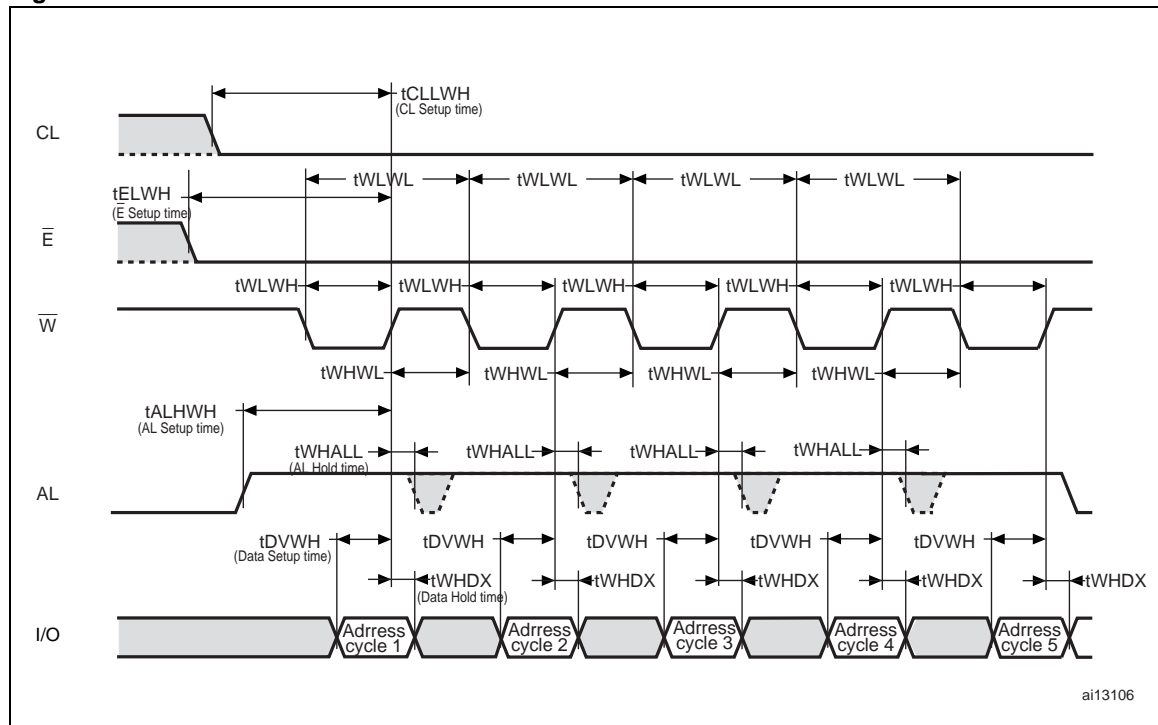 tCLLWH
(CL Setup time)
CL
tWLWL tWLWL tWLWL tWLWL
tELWH
(E Setup time)
E
tWLWH tWLWH tWLWH tWLWH tWLWH
W
tWHWL tWHWL tWHWL tWHWL
tALHWH
(AL Setup time)
tWHALL tWHALL tWHALL tWHALL
(AL Hold time)
AL
tDVWH tDVWH tDVWH tDVWH tDVWH
(Data Setup time)
tWHDX tWHDX tWHDX tWHDX tWHDX
(Data Hold time)
I/O
Adrress Adrress Adrress Adrress Adrress
cycle 1 cycle 2 cycle 3 cycle 4 cycle 5
ai13106